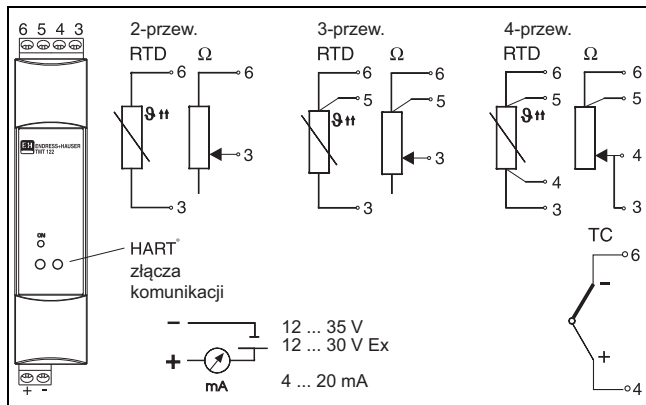 6 5 4 3
2-przew.
RTD Ω
6 6
ϑ
3
3
3-przew.
RTD Ω
6 6
5 5
ϑ
3
3
4-przew.
RTD Ω
6 6
5 5
ϑ
4
4
3 3
EH ENDRESS+HAUSER
TMT 122
ON
HART®
złącza
komunikacji
+ -
- 12 ... 35 V
12 ... 30 V Ex
+
mA 4 ... 20 mA
TC
6
-
+
4